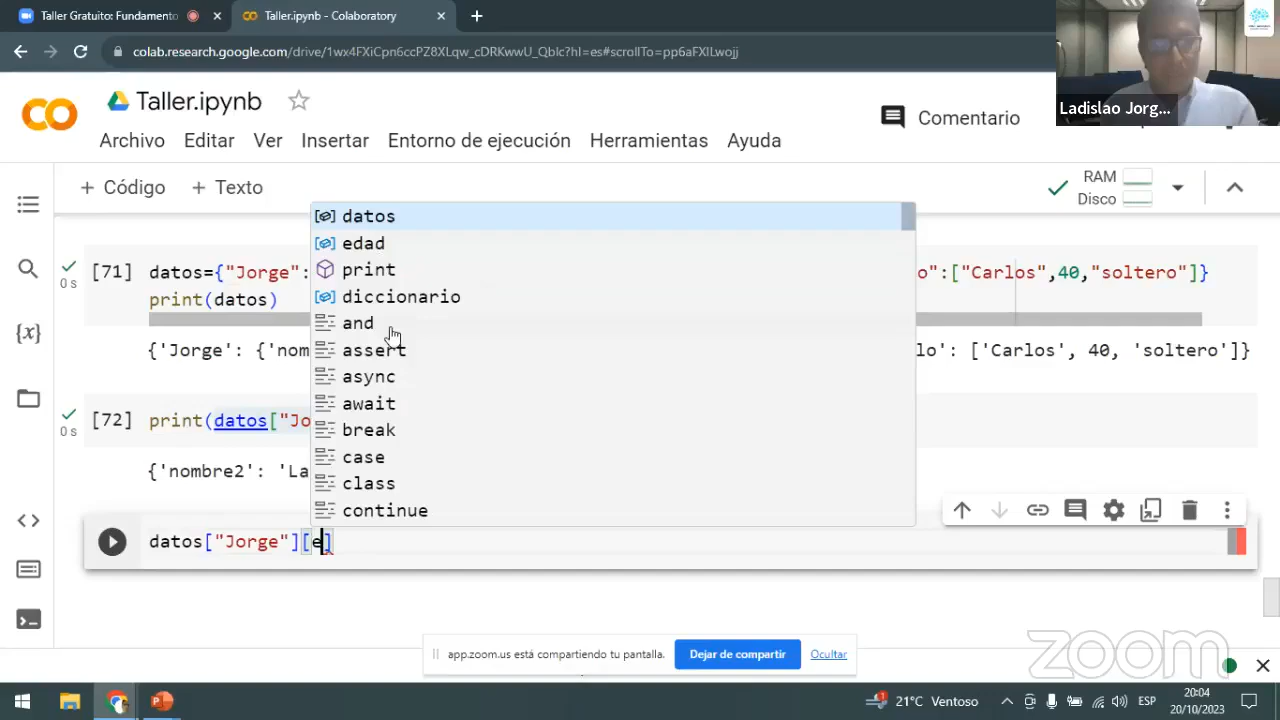 Taller Gratuito: Fundamento
Taller.ipynb - Colaboratory
colab.research.google.com/drive/1wx4FXiCpn6ccPZ8XLqw_cDRKwwU_Qblc?hl=es#scrollTo=pp6aFXlLwojj
Ladislao Jorg...
Taller.ipynb
Comentario
Archivo Editar Ver Insertar Entorno de ejecución Herramientas Ayuda
+ Código + Texto
RAM
Disco
datos
edad
print
diccionario
and
assert
async
await
break
case
class
continue
[71] datos={"Jorge": o":["Carlos",40,"soltero"]}
0 s print(datos)
{'Jorge': {'nom lo': ['Carlos', 40, 'soltero']}
[72] print(datos["Jo
0 s
{'nombre2': 'La
datos["Jorge"][e]
app.zoom.us está compartiendo tu pantalla. Dejar de compartir Ocultar
zoom
21°C Ventoso ESP 20:04
20/10/2023